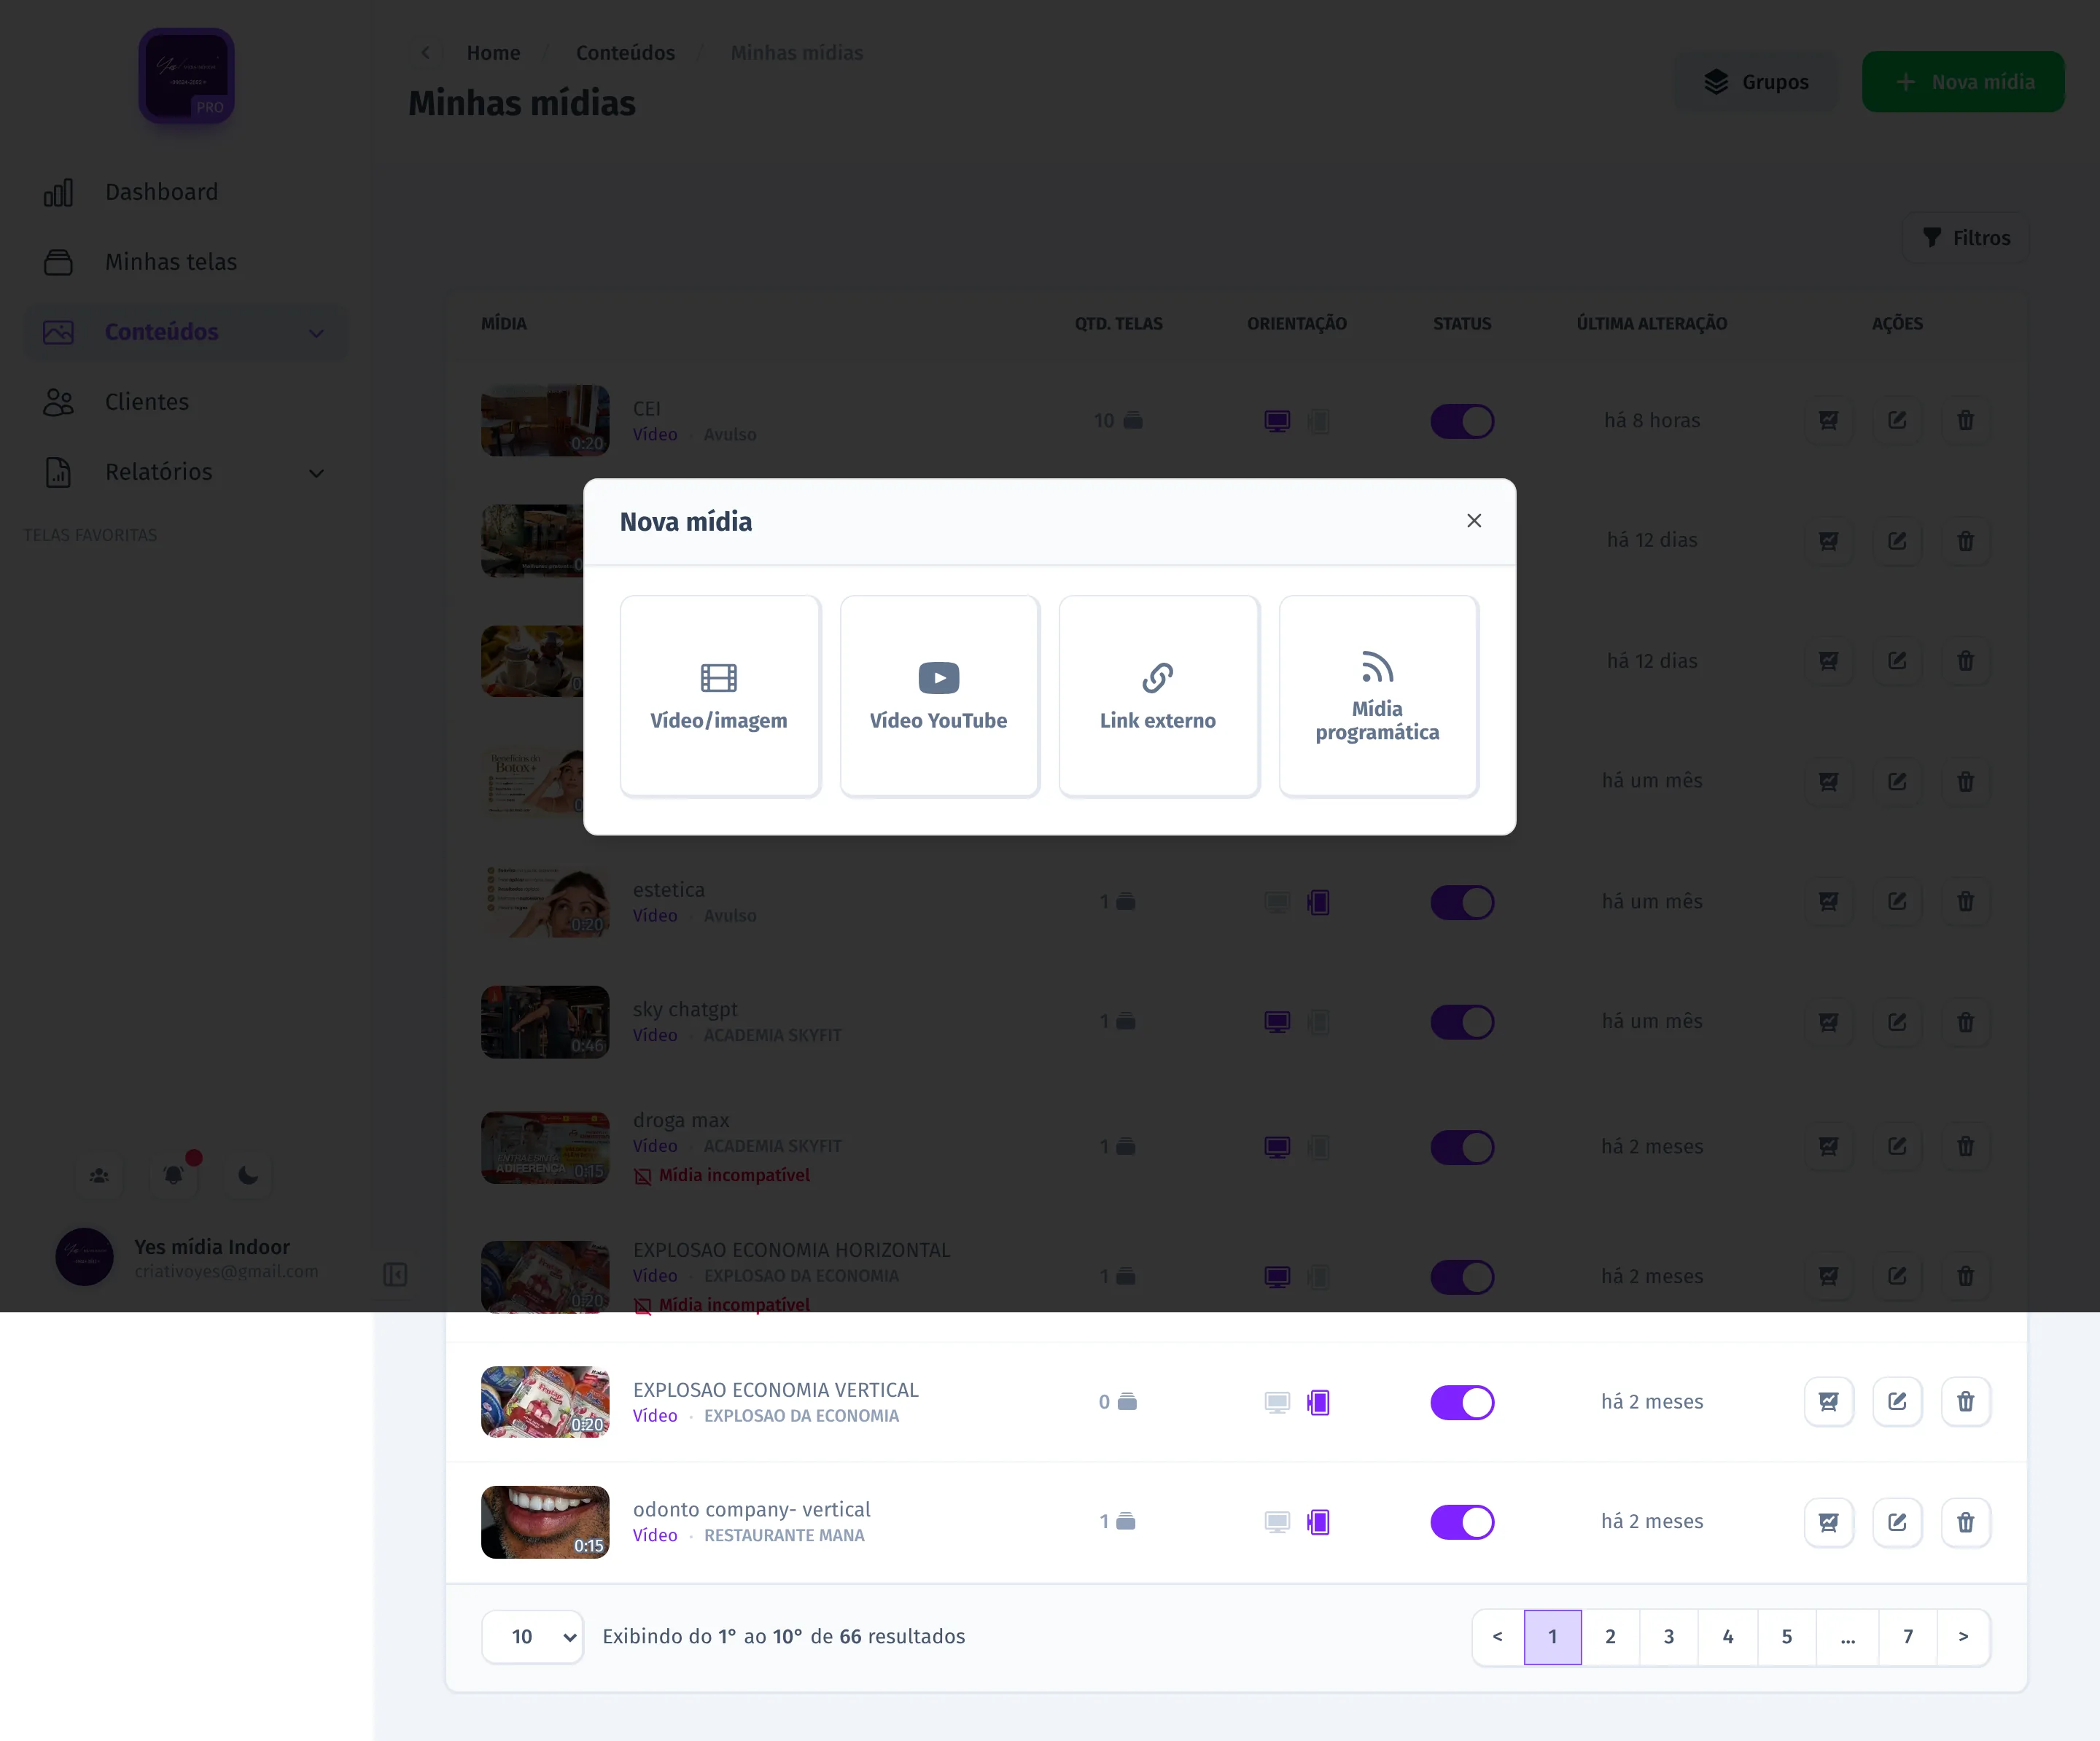 PRO
Home / Conteúdos / Minhas mídias
Minhas mídias
Grupos
+ Nova mídia
Dashboard
Minhas telas
Conteúdos
Clientes
Relatórios
TELAS FAVORITAS
Filtros
MÍDIA QTD. TELAS ORIENTAÇÃO STATUS ÚLTIMA ALTERAÇÃO AÇÕES
0:20
CEI
Vídeo · Avulso
10
há 8 horas
há 12 dias
há 12 dias
Benefícios do
Botox
há um mês
Nova mídia
Vídeo/imagem
Vídeo YouTube
Link externo
Mídia
programática
0:20
estetica
Vídeo · Avulso
1
há um mês
0:46
sky chatgpt
Vídeo · ACADEMIA SKYFIT
1
há um mês
ENTRE E SINTA
A DIFERENÇA
0:15
droga max
Vídeo · ACADEMIA SKYFIT
Mídia incompatível
1
há 2 meses
0:20
EXPLOSAO ECONOMIA HORIZONTAL
Vídeo · EXPLOSAO DA ECONOMIA
Mídia incompatível
1
há 2 meses
0:20
EXPLOSAO ECONOMIA VERTICAL
Vídeo · EXPLOSAO DA ECONOMIA
0
há 2 meses
0:15
odonto company- vertical
Vídeo · RESTAURANTE MANA
1
há 2 meses
Yes mídia Indoor
criativoyes@gmail.com
10
Exibindo do 1° ao 10° de 66 resultados
< 1 2 3 4 5 ... 7 >